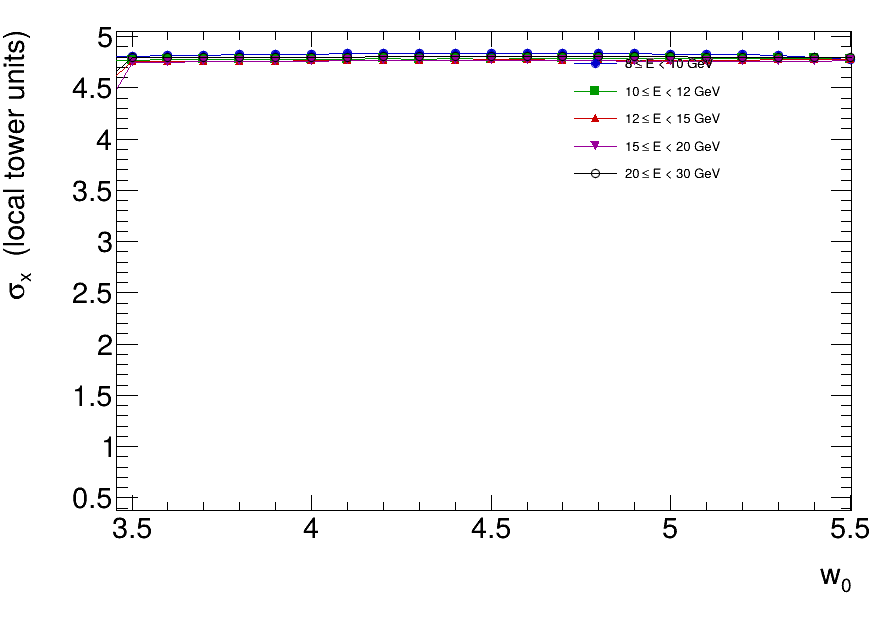 5
4.5
4
3.5
3
2.5
2
1.5
1
0.5
σx (local tower units)
8 ≤ E < 10 GeV
10 ≤ E < 12 GeV
12 ≤ E < 15 GeV
15 ≤ E < 20 GeV
20 ≤ E < 30 GeV
3.5 4 4.5 5 5.5
w0